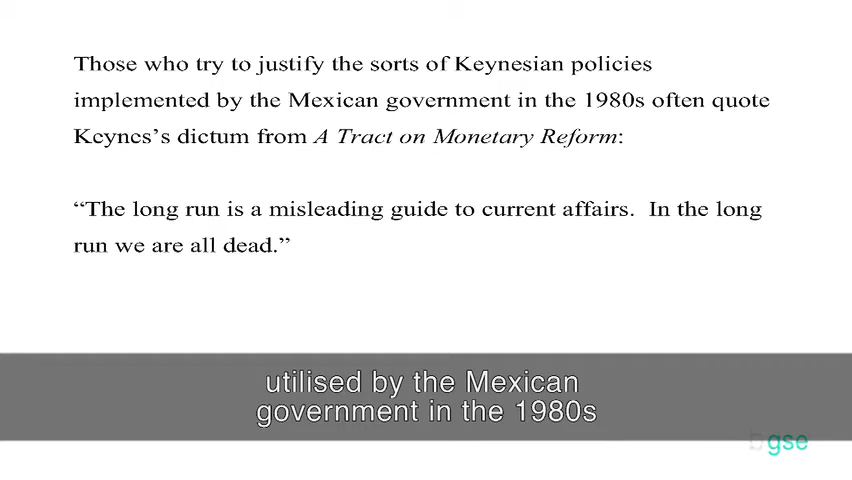 Those who try to justify the sorts of Keynesian policies
implemented by the Mexican government in the 1980s often quote
Keynes’s dictum from A Tract on Monetary Reform:
“The long run is a misleading guide to current affairs.  In the long
run we are all dead.”
utilised by the Mexican
government in the 1980s
bgse